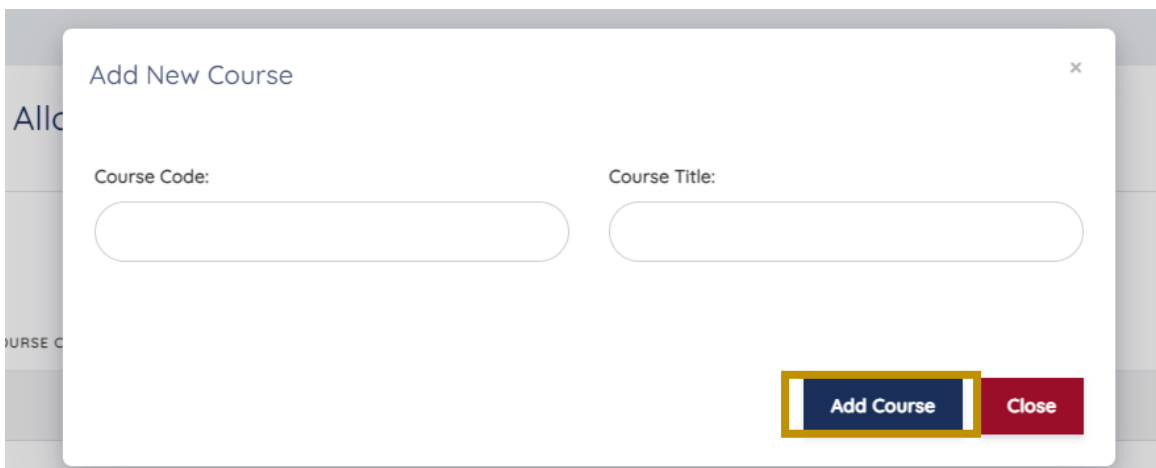 Add New Course
×
Allo
Course Code:
Course Title:
OURSE C
Add Course
Close